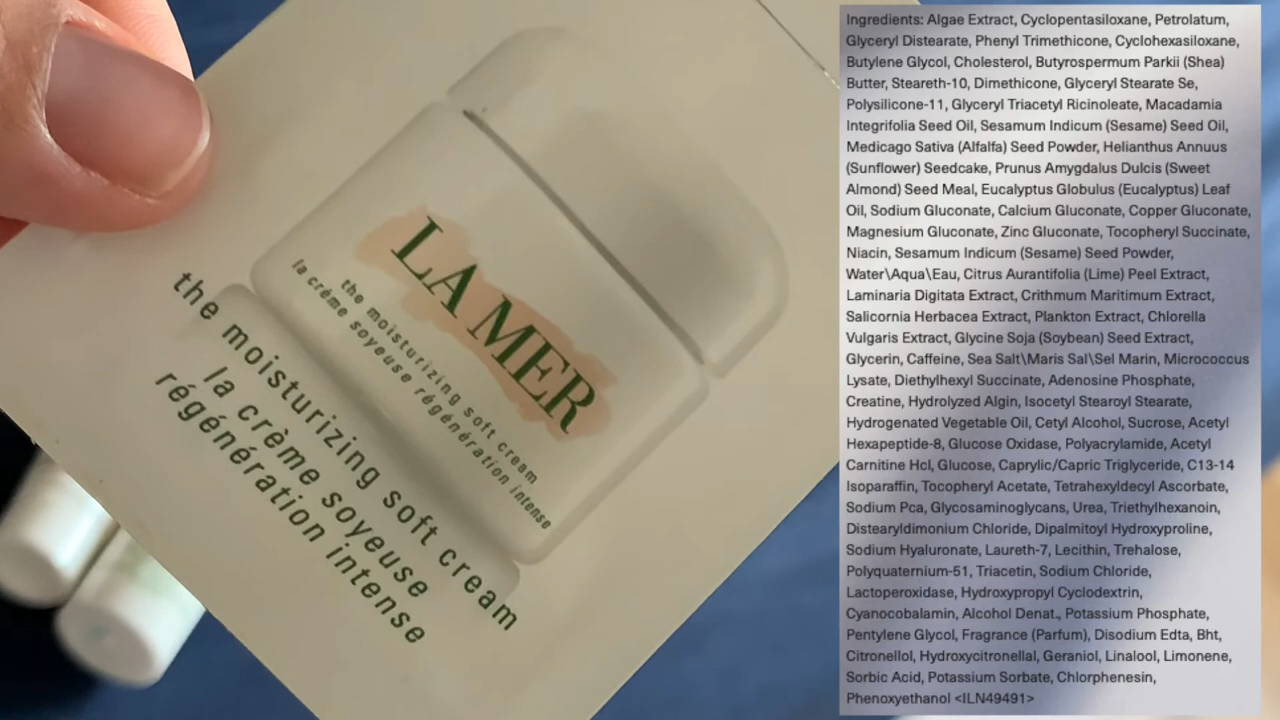 LA MER
the moisturizing soft cream
la crème soyeuse régénération intense
the moisturizing soft cream
la crème soyeuse
régénération intense
Ingredients: Algae Extract, Cyclopentasiloxane, Petrolatum,
Glyceryl Distearate, Phenyl Trimethicone, Cyclohexasiloxane,
Butylene Glycol, Cholesterol, Butyrospermum Parkii (Shea)
Butter, Steareth-10, Dimethicone, Glyceryl Stearate Se,
Polysilicone-11, Glyceryl Triacetyl Ricinoleate, Macadamia
Integrifolia Seed Oil, Sesamum Indicum (Sesame) Seed Oil,
Medicago Sativa (Alfalfa) Seed Powder, Helianthus Annuus
(Sunflower) Seedcake, Prunus Amygdalus Dulcis (Sweet
Almond) Seed Meal, Eucalyptus Globulus (Eucalyptus) Leaf
Oil, Sodium Gluconate, Calcium Gluconate, Copper Gluconate,
Magnesium Gluconate, Zinc Gluconate, Tocopheryl Succinate,
Niacin, Sesamum Indicum (Sesame) Seed Powder,
Water\Aqua\Eau, Citrus Aurantifolia (Lime) Peel Extract,
Laminaria Digitata Extract, Crithmum Maritimum Extract,
Salicornia Herbacea Extract, Plankton Extract, Chlorella
Vulgaris Extract, Glycine Soja (Soybean) Seed Extract,
Glycerin, Caffeine, Sea Salt\Maris Sal\Sel Marin, Micrococcus
Lysate, Diethylhexyl Succinate, Adenosine Phosphate,
Creatine, Hydrolyzed Algin, Isocetyl Stearoyl Stearate,
Hydrogenated Vegetable Oil, Cetyl Alcohol, Sucrose, Acetyl
Hexapeptide-8, Glucose Oxidase, Polyacrylamide, Acetyl
Carnitine Hcl, Glucose, Caprylic/Capric Triglyceride, C13-14
Isoparaffin, Tocopheryl Acetate, Tetrahexyldecyl Ascorbate,
Sodium Pca, Glycosaminoglycans, Urea, Triethylhexanoin,
Distearyldimonium Chloride, Dipalmitoyl Hydroxyproline,
Sodium Hyaluronate, Laureth-7, Lecithin, Trehalose,
Polyquaternium-51, Triacetin, Sodium Chloride,
Lactoperoxidase, Hydroxypropyl Cyclodextrin,
Cyanocobalamin, Alcohol Denat., Potassium Phosphate,
Pentylene Glycol, Fragrance (Parfum), Disodium Edta, Bht,
Citronellol, Hydroxycitronellal, Geraniol, Linalool, Limonene,
Sorbic Acid, Potassium Sorbate, Chlorphenesin,
Phenoxyethanol <ILN49491>